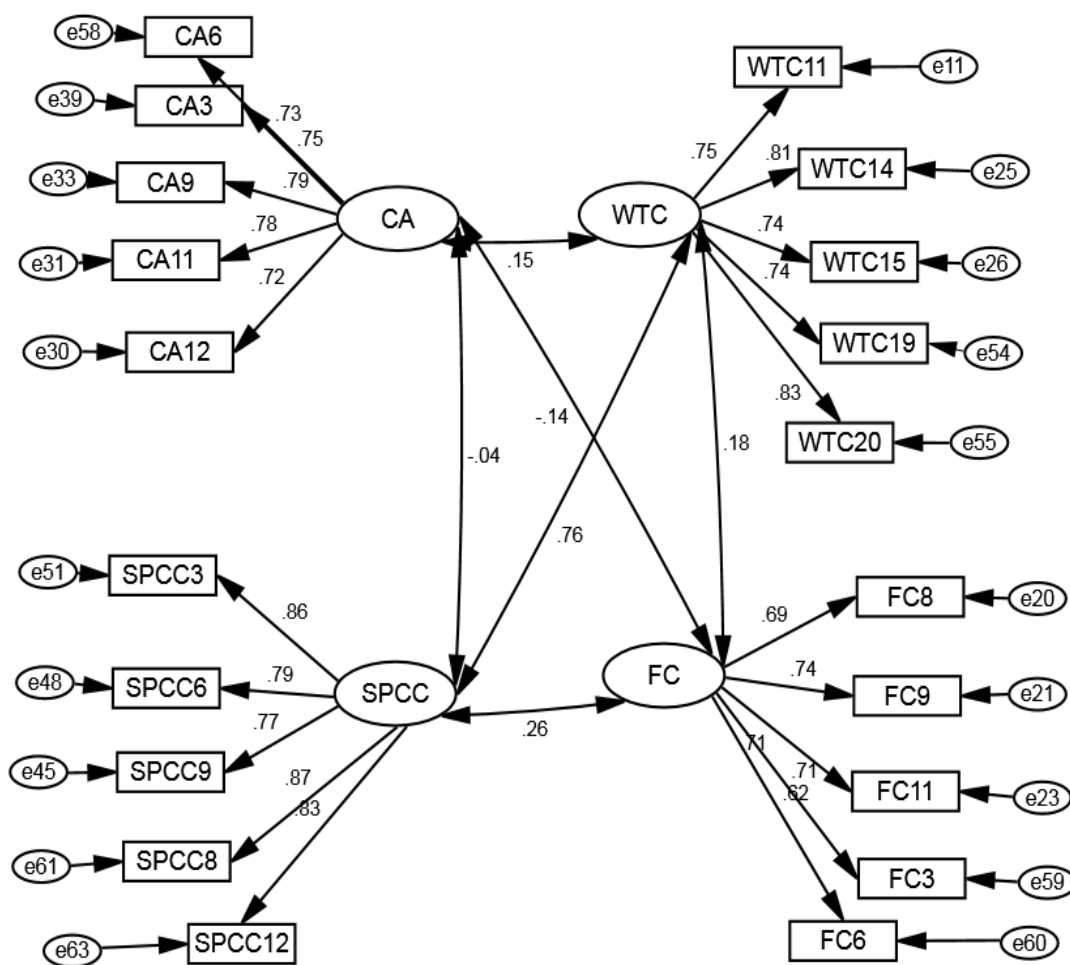 e58
CA6
e39
CA3
.73
.75
e33
CA9
.79
CA
e31
CA11
.78
e30
CA12
.72
WTC11
e11
.75
WTC
.81
WTC14
e25
.74
WTC15
e26
.74
WTC19
e54
.83
WTC20
e55
.15
-.14
-.04
.18
.76
e51
SPCC3
.86
e48
SPCC6
.79
SPCC
e45
SPCC9
.77
e61
SPCC8
.87
.83
e63
SPCC12
.26
FC
.69
FC8
e20
.74
FC9
e21
.71
.71
FC11
e23
.62
FC3
e59
FC6
e60